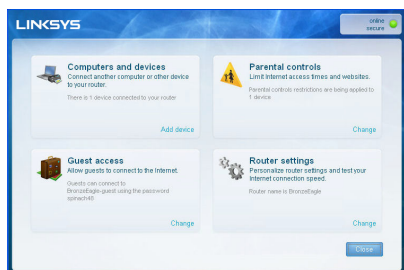 LINKSYS
online
secure
Computers and devices
Connect another computer or other device
to your router.
There is 1 device connected to your router
Add device
Parental controls
Limit Internet access times and websites.
Parental controls restrictions are being applied to
1 device
Change
Guest access
Allow guests to connect to the Internet.
Guests can connect to
BronzeEagle-guest using the password
spinach48
Change
Router settings
Personalize router settings and test your
Internet connection speed.
Router name is BronzeEagle
Change
Close